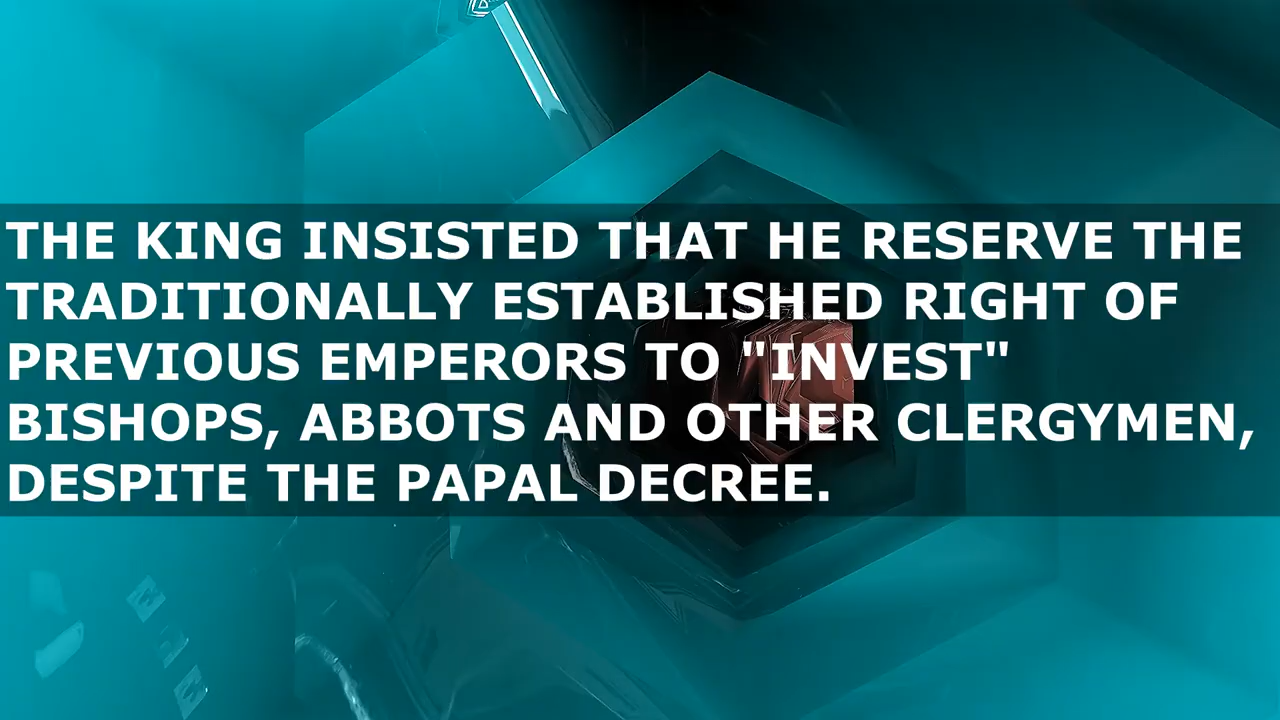 THE KING INSISTED THAT HE RESERVE THE
TRADITIONALLY ESTABLISHED RIGHT OF
PREVIOUS EMPERORS TO "INVEST"
BISHOPS, ABBOTS AND OTHER CLERGYMEN,
DESPITE THE PAPAL DECREE.